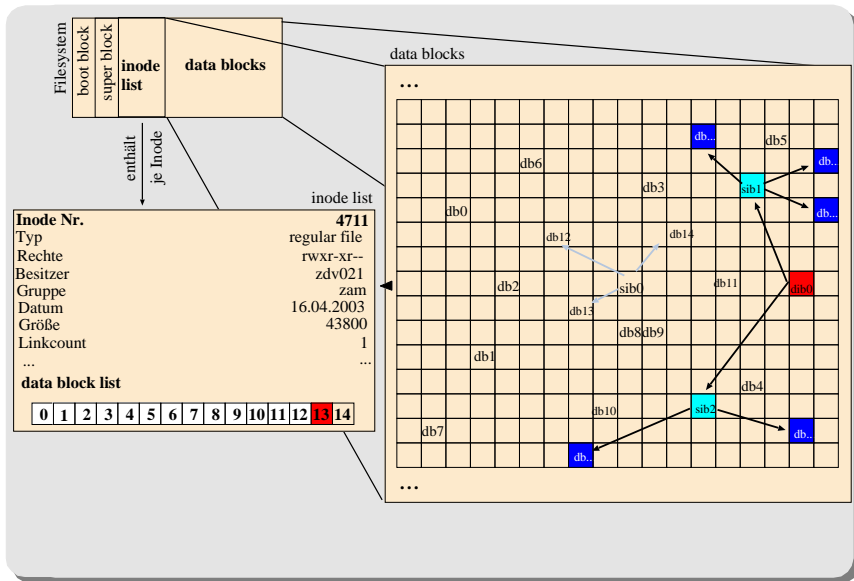 Filesystem
boot block
super block
inode
list
data blocks
enthält
je Inode
inode list
Inode Nr. 4711
Typ regular file
Rechte rwxr-xr--
Besitzer zdv021
Gruppe zam
Datum 16.04.2003
Größe 43800
Linkcount 1
... ...
data block list
0 1 2 3 4 5 6 7 8 9 10 11 12 13 14
data blocks
...
db...
db5
db6
db..
db3
sib1
db0
db...
db12
db14
db2
sib0
db11
dib0
db13
db8db9
db1
db4
db10
sib2
db7
db..
db..
...